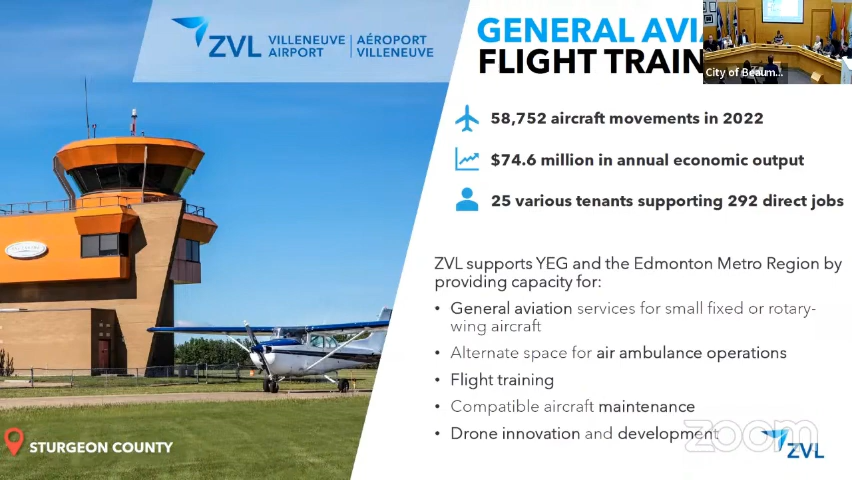 ZVL VILLENEUVE AIRPORT | AÉROPORT VILLENEUVE
GENERAL AVI
FLIGHT TRAIN
City of Beaum...
58,752 aircraft movements in 2022
$74.6 million in annual economic output
25 various tenants supporting 292 direct jobs
ZVL supports YEG and the Edmonton Metro Region by
providing capacity for:
• General aviation services for small fixed or rotary-
wing aircraft
• Alternate space for air ambulance operations
• Flight training
• Compatible aircraft maintenance
• Drone innovation and development
zoom
ZVL
STURGEON COUNTY